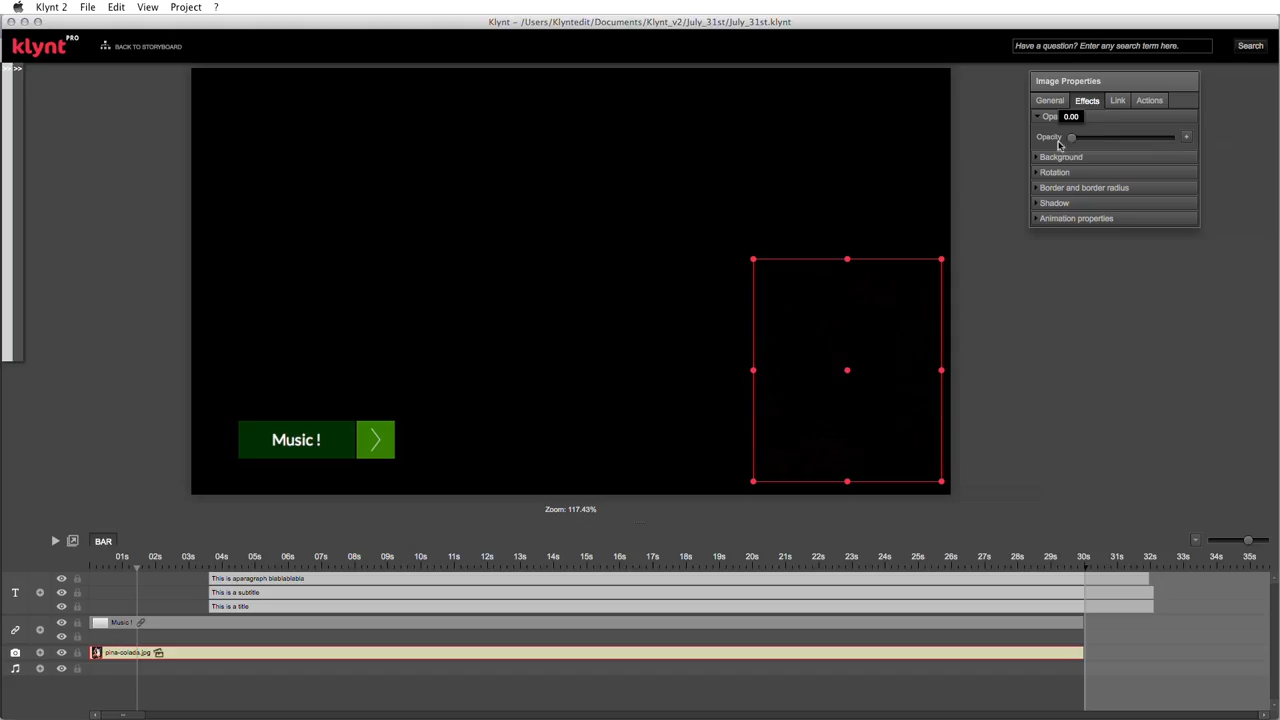 Klynt 2 File Edit View Project ?
Klynt – /Users/Klyntedit/Documents/Klynt_v2/July_31st/July_31st.klynt
klynt PRO
BACK TO STORYBOARD
Have a question? Enter any search term here.
Search
>> >>
Image Properties
General Effects Link Actions
Opa 0.00
Opacity
Background
Rotation
Border and border radius
Shadow
Animation properties
Music !
Zoom: 117.43%
BAR
01s 02s 03s 04s 05s 06s 07s 08s 09s 10s 11s 12s 13s 14s 15s 16s 17s 18s 19s 20s 21s 22s 23s 24s 25s 26s 27s 28s 29s 30s 31s 32s 33s 34s 35s
This is aparagraph blablablabla
T
This is a subtitle
This is a title
Music !
pina-colada.jpg